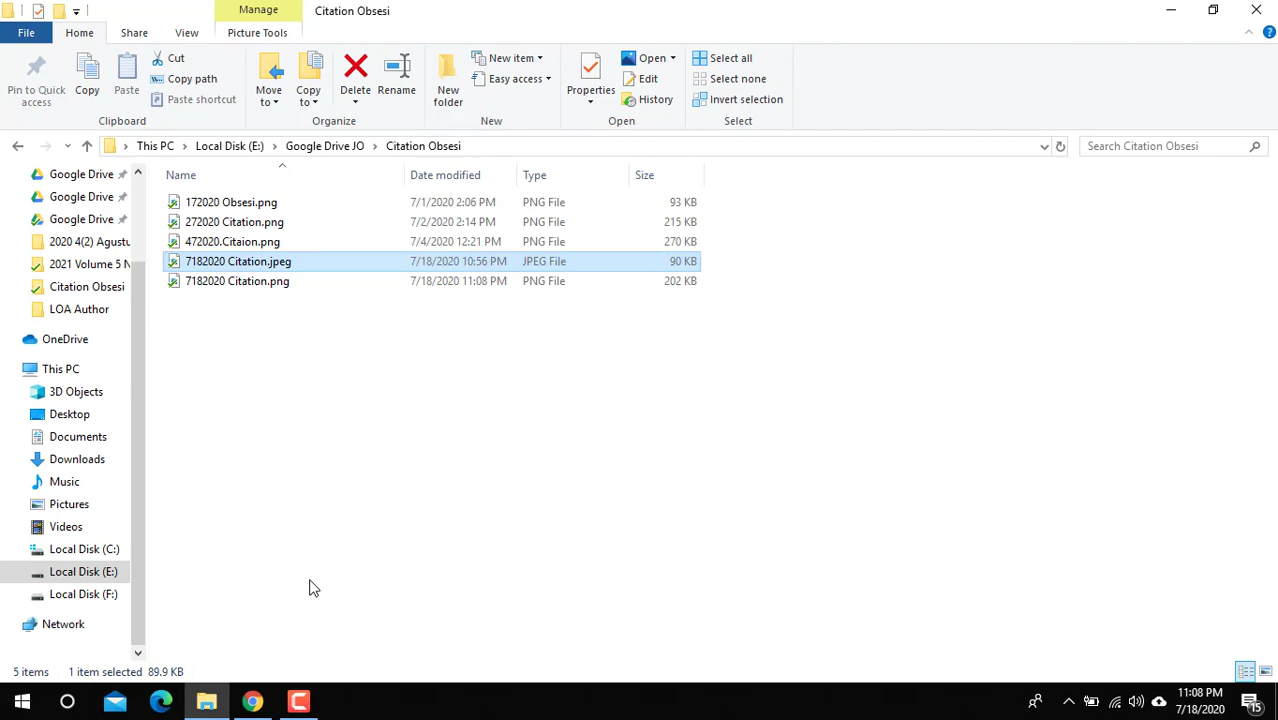 Manage
Citation Obsesi
File
Home
Share
View
Picture Tools
Pin to Quick access
Copy
Paste
Cut
Copy path
Paste shortcut
Clipboard
Move to
Copy to
Delete
Rename
Organize
New folder
New item
Easy access
New
Properties
Open
Edit
History
Open
Select all
Select none
Invert selection
Select
This PC > Local Disk (E:) > Google Drive JO > Citation Obsesi
Search Citation Obsesi
Name Date modified Type Size
172020 Obsesi.png 7/1/2020 2:06 PM PNG File 93 KB
272020 Citation.png 7/2/2020 2:14 PM PNG File 215 KB
472020.Citaion.png 7/4/2020 12:21 PM PNG File 270 KB
7182020 Citation.jpeg 7/18/2020 10:56 PM JPEG File 90 KB
7182020 Citation.png 7/18/2020 11:08 PM PNG File 202 KB
Google Drive
Google Drive
Google Drive
2020 4(2) Agustu
2021 Volume 5 N
Citation Obsesi
LOA Author
OneDrive
This PC
3D Objects
Desktop
Documents
Downloads
Music
Pictures
Videos
Local Disk (C:)
Local Disk (E:)
Local Disk (F:)
Network
5 items 1 item selected 89.9 KB
11:08 PM
7/18/2020
15